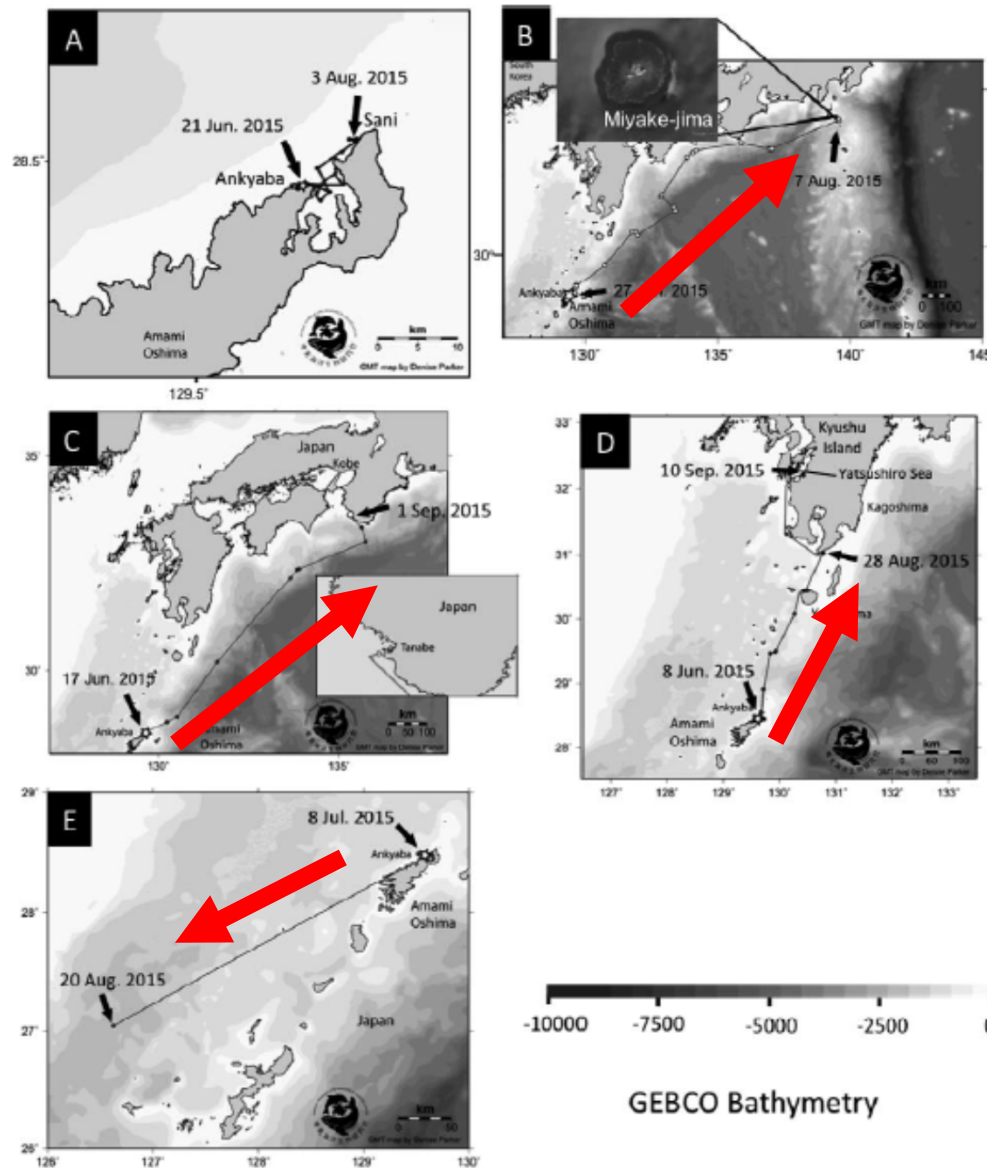 A
3 Aug. 2015
Sani
21 Jun. 2015
28.5°
Ankyaba
Amami
Oshima
km
0 5 10
GMT map by Denise Parker
129.5°
B
South
Korea
Miyake-jima
7 Aug. 2015
30°
Ankyaba
27 2015
Amami
Oshima
km
0 100
GMT map by Denise Parker
130° 135° 140° 145
C
35°
Japan
Kobe
1 Sep. 2015
Japan
Tanabe
30°
17 Jun. 2015
Ankyaba
Oshima
km
0 50 100
GMT map by Denise Parker
130° 135°
D
33°
Kyushu
Island
10 Sep. 2015
Yatsushiro Sea
32°
Kagoshima
31°
28 Aug. 2015
30°
29°
8 Jun. 2015
Ankyaba
Amami
Oshima
28°
km
GMT map by Denise Parker
127° 128° 129° 130° 131° 132° 133°
E
29°
8 Jul. 2015
Ankyaba
Amami
Oshima
28°
20 Aug. 2015
27°
Japan
km
0 50
GMT map by Denise Parker
26°
126° 127° 128° 129° 130°
-10000 -7500 -5000 -2500
GEBCO Bathymetry